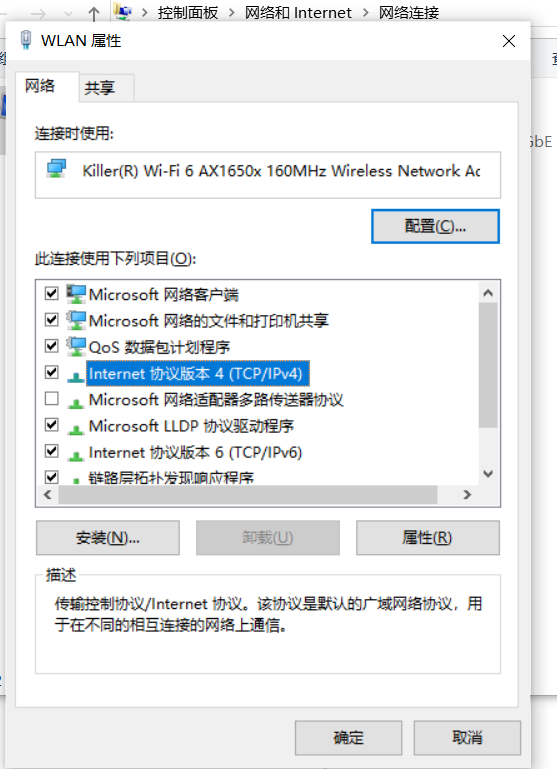 控制面板 网络和 Internet 网络连接
WLAN 属性
网络 共享
连接时使用:
GbE
Killer(R) Wi-Fi 6 AX1650x 160MHz Wireless Network Ac
配置(C)...
此连接使用下列项目(O):
Microsoft 网络客户端
Microsoft 网络的文件和打印机共享
QoS 数据包计划程序
Internet 协议版本 4 (TCP/IPv4)
Microsoft 网络适配器多路传送器协议
Microsoft LLDP 协议驱动程序
Internet 协议版本 6 (TCP/IPv6)
链路层拓扑发现响应程序
安装(N)... 卸载(U) 属性(R)
描述
传输控制协议/Internet 协议。该协议是默认的广域网络协议，用
于在不同的相互连接的网络上通信。
确定 取消